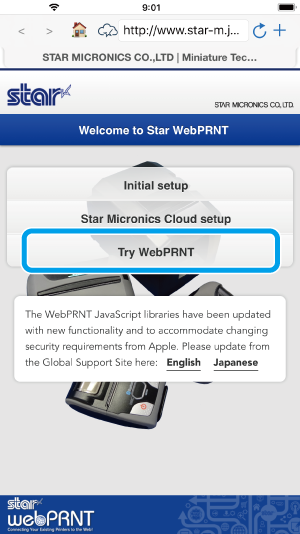 9:01
http://www.star-m.j...
STAR MICRONICS CO.,LTD | Miniature Tec...
star
STAR MICRONICS CO., LTD.
Welcome to Star WebPRNT
Initial setup
Star Micronics Cloud setup
Try WebPRNT
The WebPRNT JavaScript libraries have been updated
with new functionality and to accommodate changing
security requirements from Apple. Please update from
the Global Support Site here: English Japanese
star
webPRNT
Connecting Your Existing Printers to the Web!